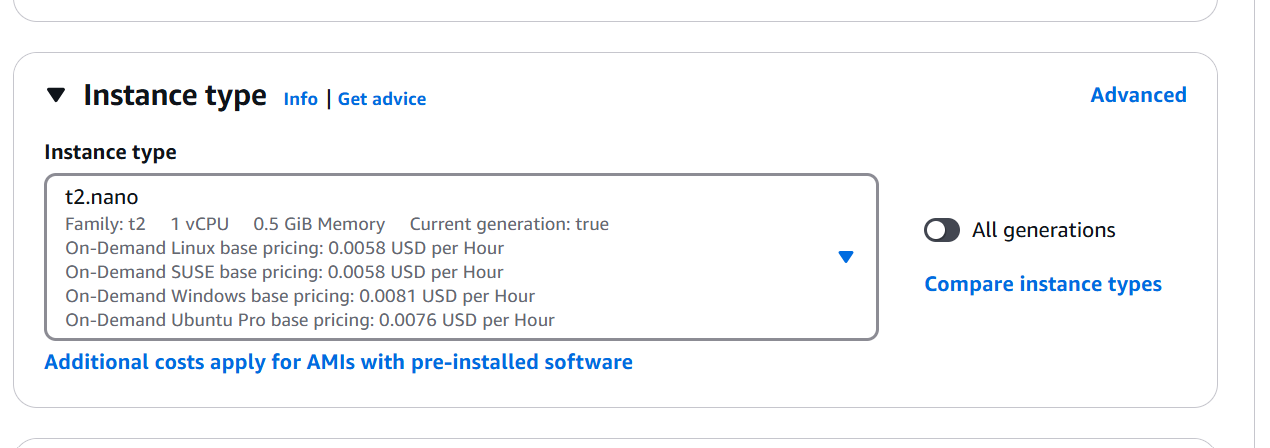 Instance type Info | Get advice
Advanced
Instance type
t2.nano
Family: t2 1 vCPU 0.5 GiB Memory Current generation: true
On-Demand Linux base pricing: 0.0058 USD per Hour
On-Demand SUSE base pricing: 0.0058 USD per Hour
On-Demand Windows base pricing: 0.0081 USD per Hour
On-Demand Ubuntu Pro base pricing: 0.0076 USD per Hour
All generations
Compare instance types
Additional costs apply for AMIs with pre-installed software